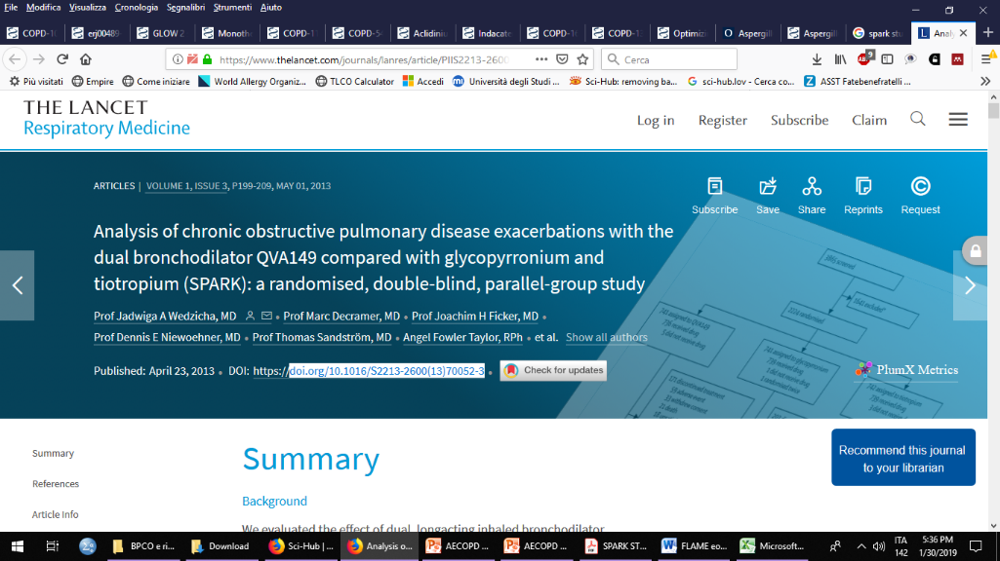 File Modifica Visualizza Cronologia Segnalibri Strumenti Aiuto
COPD-1 erj00489 GLOW 2 Monoth COPD-1 COPD-5 Aclidiniu Indacate COPD-1 COPD-1 Optimiz Aspergill Aspergill spark stu Analy
https://www.thelancet.com/journals/lanres/article/PIIS2213-2600 Cerca
Più visitati Empire Come iniziare World Allergy Organiz... TLCO Calculator Accedi Università degli Studi ... Sci-Hub: removing ba... sci-hub.lov - Cerca co... ASST Fatebenefratelli ...
THE LANCET
Respiratory Medicine
Log in Register Subscribe Claim
ARTICLES | VOLUME 1, ISSUE 3, P199-209, MAY 01, 2013
Subscribe Save Share Reprints Request
Analysis of chronic obstructive pulmonary disease exacerbations with the
dual bronchodilator QVA149 compared with glycopyrronium and
tiotropium (SPARK): a randomised, double-blind, parallel-group study
Prof Jadwiga A Wedzicha, MD • Prof Marc Decramer, MD • Prof Joachim H Ficker, MD •
Prof Dennis E Niewoehner, MD • Prof Thomas Sandström, MD • Angel Fowler Taylor, RPh • et al. Show all authors
Published: April 23, 2013 • DOI: https://doi.org/10.1016/S2213-2600(13)70052-3 • Check for updates
PlumX Metrics
Summary
References
Article Info
Summary
Background
We evaluated the effect of dual, longacting inhaled bronchodilator
Recommend this journal
to your librarian
BPCO e ri... Download Sci-Hub |... Analysis o... AECOPD ... AECOPD ... SPARK ST... FLAME eo... Microsoft...
ITA
142
5:36 PM
1/30/2019